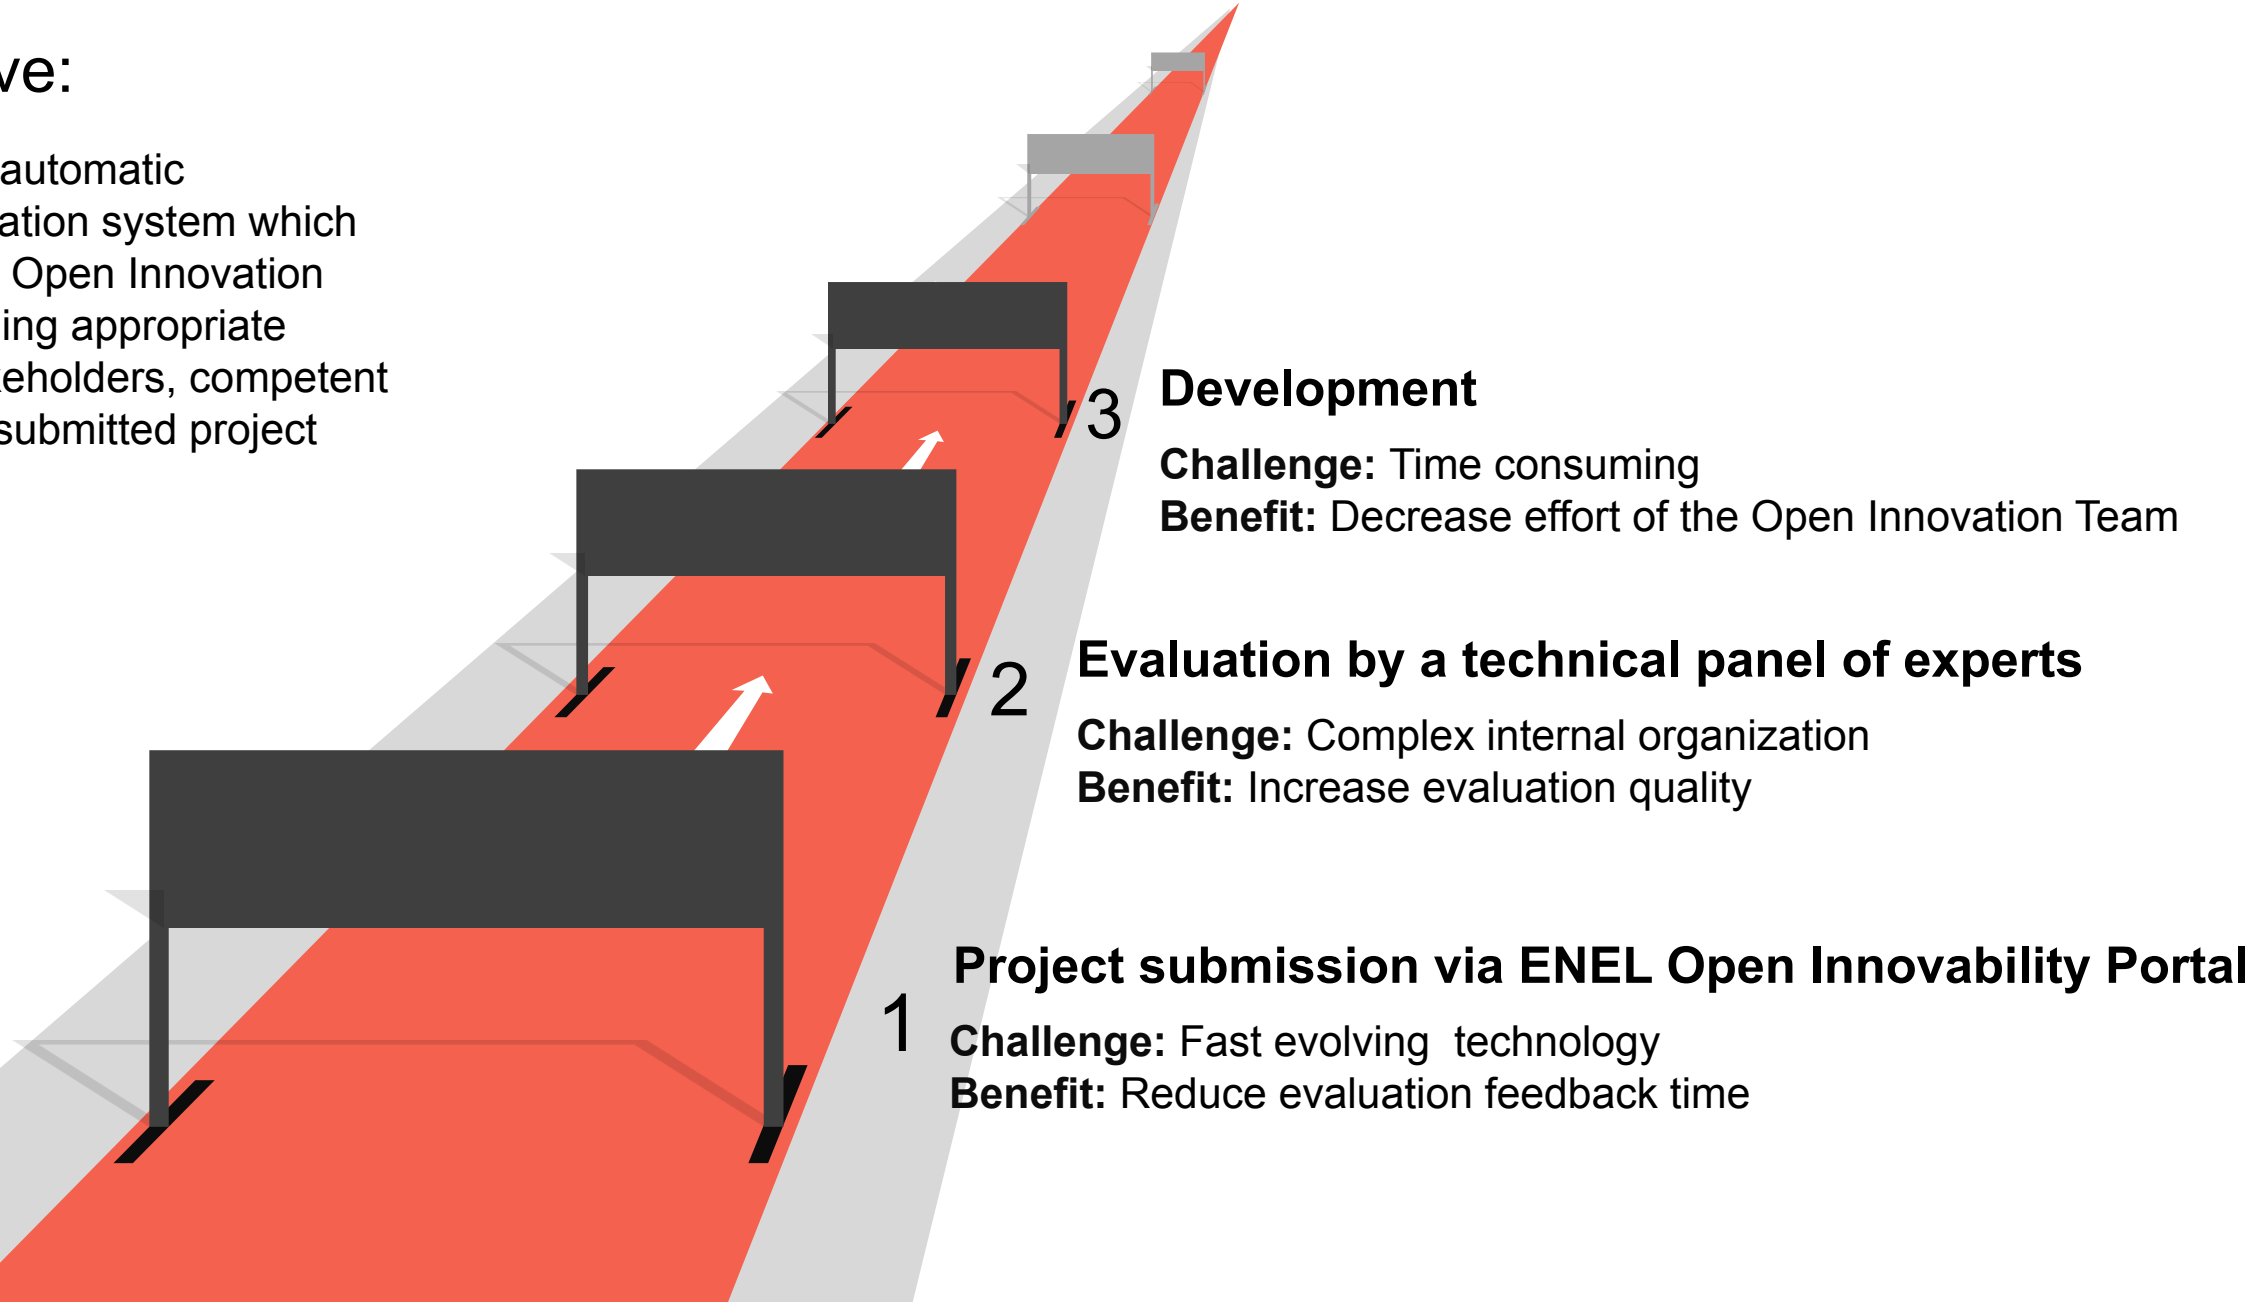 ve:
automatic
ation system which
Open Innovation
ing appropriate
keholders, competent
submitted project
3
Development
Challenge: Time consuming
Benefit: Decrease effort of the Open Innovation Team
2
Evaluation by a technical panel of experts
Challenge: Complex internal organization
Benefit: Increase evaluation quality
1
Project submission via ENEL Open Innovability Portal
Challenge: Fast evolving  technology
Benefit: Reduce evaluation feedback time